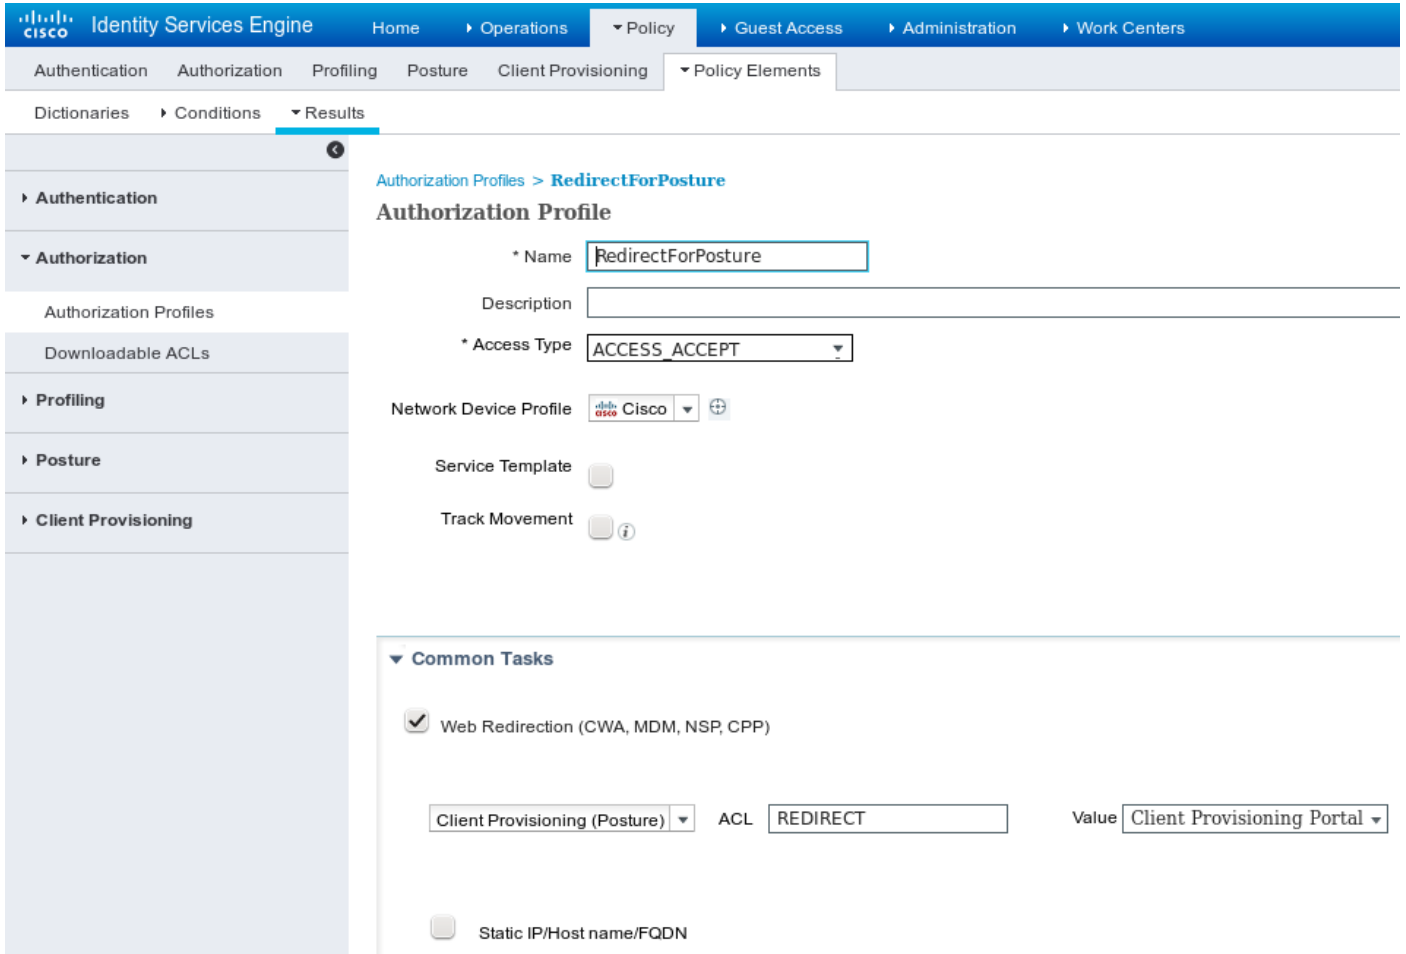 CISCO Identity Services Engine Home Operations Policy Guest Access Administration Work Centers
Authentication Authorization Profiling Posture Client Provisioning Policy Elements
Dictionaries Conditions Results
Authentication
Authorization
Authorization Profiles
Downloadable ACLs
Profiling
Posture
Client Provisioning
Authorization Profiles > RedirectForPosture
Authorization Profile
* Name RedirectForPosture
Description
* Access Type ACCESS_ACCEPT
Network Device Profile CISCO Cisco
Service Template
Track Movement i
Common Tasks
Web Redirection (CWA, MDM, NSP, CPP)
Client Provisioning (Posture) ACL REDIRECT Value Client Provisioning Portal
Static IP/Host name/FQDN